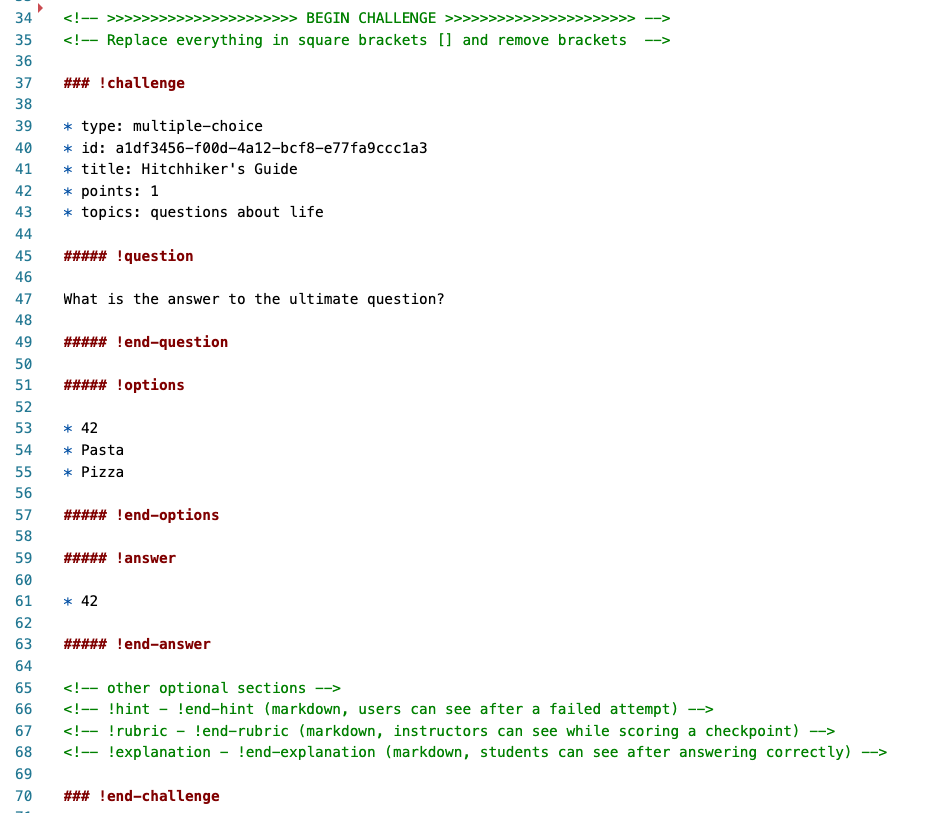 34 <!-- >>>>>>>>>>>>>>>>>>>>>> BEGIN CHALLENGE >>>>>>>>>>>>>>>>>>>>>> -->
35 <!-- Replace everything in square brackets [] and remove brackets  -->
36
37 ### !challenge
38
39 * type: multiple-choice
40 * id: a1df3456-f00d-4a12-bcf8-e77fa9ccc1a3
41 * title: Hitchhiker's Guide
42 * points: 1
43 * topics: questions about life
44
45 ##### !question
46
47 What is the answer to the ultimate question?
48
49 ##### !end-question
50
51 ##### !options
52
53 * 42
54 * Pasta
55 * Pizza
56
57 ##### !end-options
58
59 ##### !answer
60
61 * 42
62
63 ##### !end-answer
64
65 <!-- other optional sections -->
66 <!-- !hint - !end-hint (markdown, users can see after a failed attempt) -->
67 <!-- !rubric - !end-rubric (markdown, instructors can see while scoring a checkpoint) -->
68 <!-- !explanation - !end-explanation (markdown, students can see after answering correctly) -->
69
70 ### !end-challenge